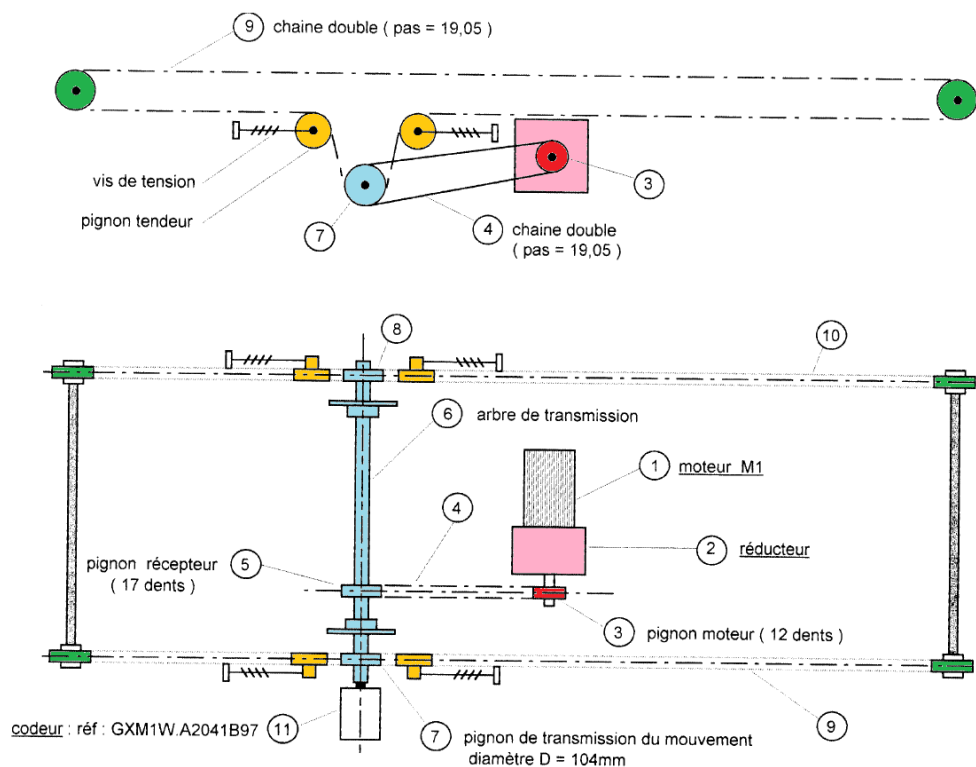 9 chaine double ( pas = 19,05 )
vis de tension
pignon tendeur
3
7
4 chaine double
( pas = 19,05 )
8
10
6 arbre de transmission
1 moteur M1
4
2 réducteur
pignon récepteur 5
( 17 dents )
3 pignon moteur ( 12 dents )
codeur : réf : GXM1W.A2041B97 11
7 pignon de transmission du mouvement
diamètre D = 104mm
9